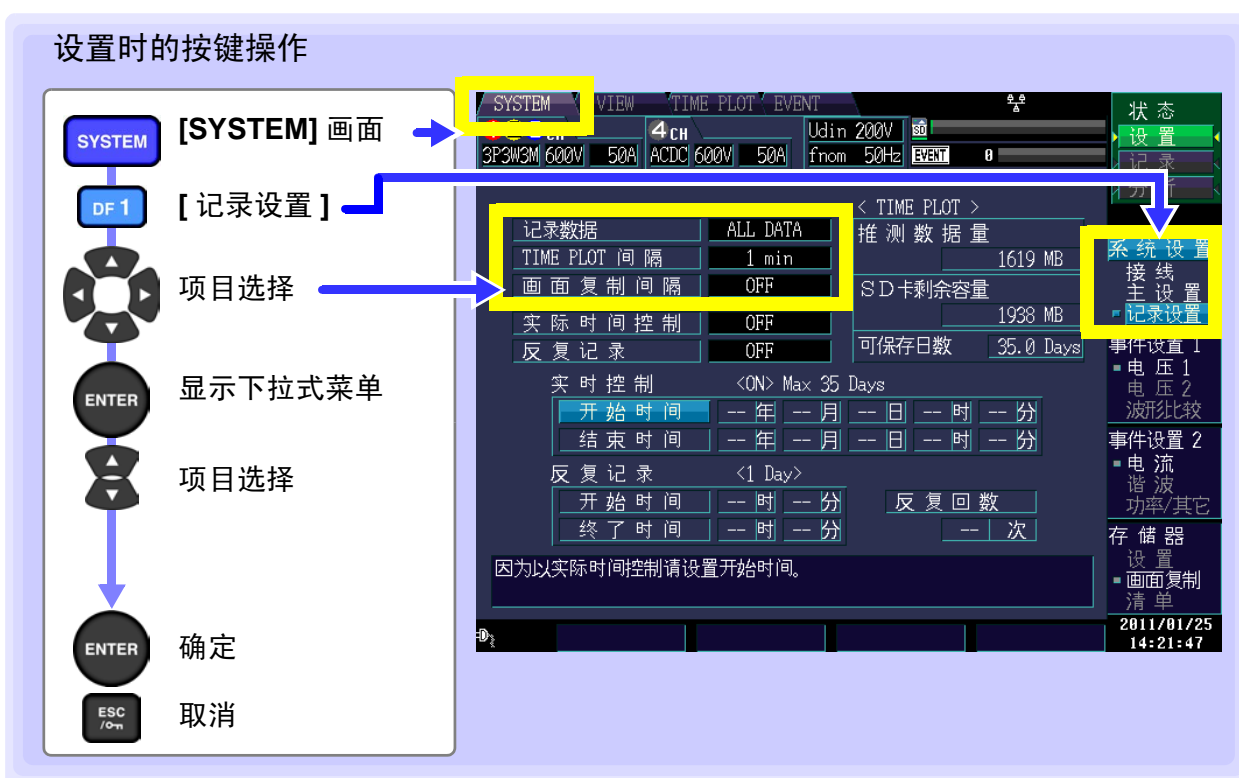 设置时的按键操作
SYSTEM
[SYSTEM] 画面
DF 1
[ 记录设置 ]
项目选择
ENTER
显示下拉式菜单
项目选择
ENTER
确定
ESC
取消
SYSTEM VIEW TIME PLOT EVENT
CH 4 CH Udin 200V SD
3P3W3M 600V 50A ACDC 600V 50A fnom 50Hz EVENT 0
记录数据 ALL DATA
TIME PLOT 间隔 1 min
画面复制间隔 OFF
实际时间控制 OFF
反复记录 OFF
< TIME PLOT >
推测数据量
1619 MB
SD卡剩余容量
1938 MB
可保存日数 35.0 Days
实时控制 <ON> Max 35 Days
开始时间 -- 年 -- 月 -- 日 -- 时 -- 分
结束时间 -- 年 -- 月 -- 日 -- 时 -- 分
反复记录 <1 Day>
开始时间 -- 时 -- 分
终了时间 -- 时 -- 分
反复回数
-- 次
因为以实际时间控制请设置开始时间。
状态
设置
记录
分析
系统设置
接线
主设置
记录设置
事件设置 1
电压 1
电压 2
波形比较
事件设置 2
电流
谐波
功率/其它
存储器
设置
画面复制
清单
2011/01/25
14:21:47